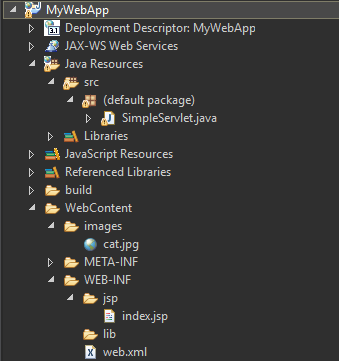 MyWebApp
Deployment Descriptor: MyWebApp
JAX-WS Web Services
Java Resources
src
(default package)
SimpleServlet.java
Libraries
JavaScript Resources
Referenced Libraries
build
WebContent
images
cat.jpg
META-INF
WEB-INF
jsp
index.jsp
lib
web.xml